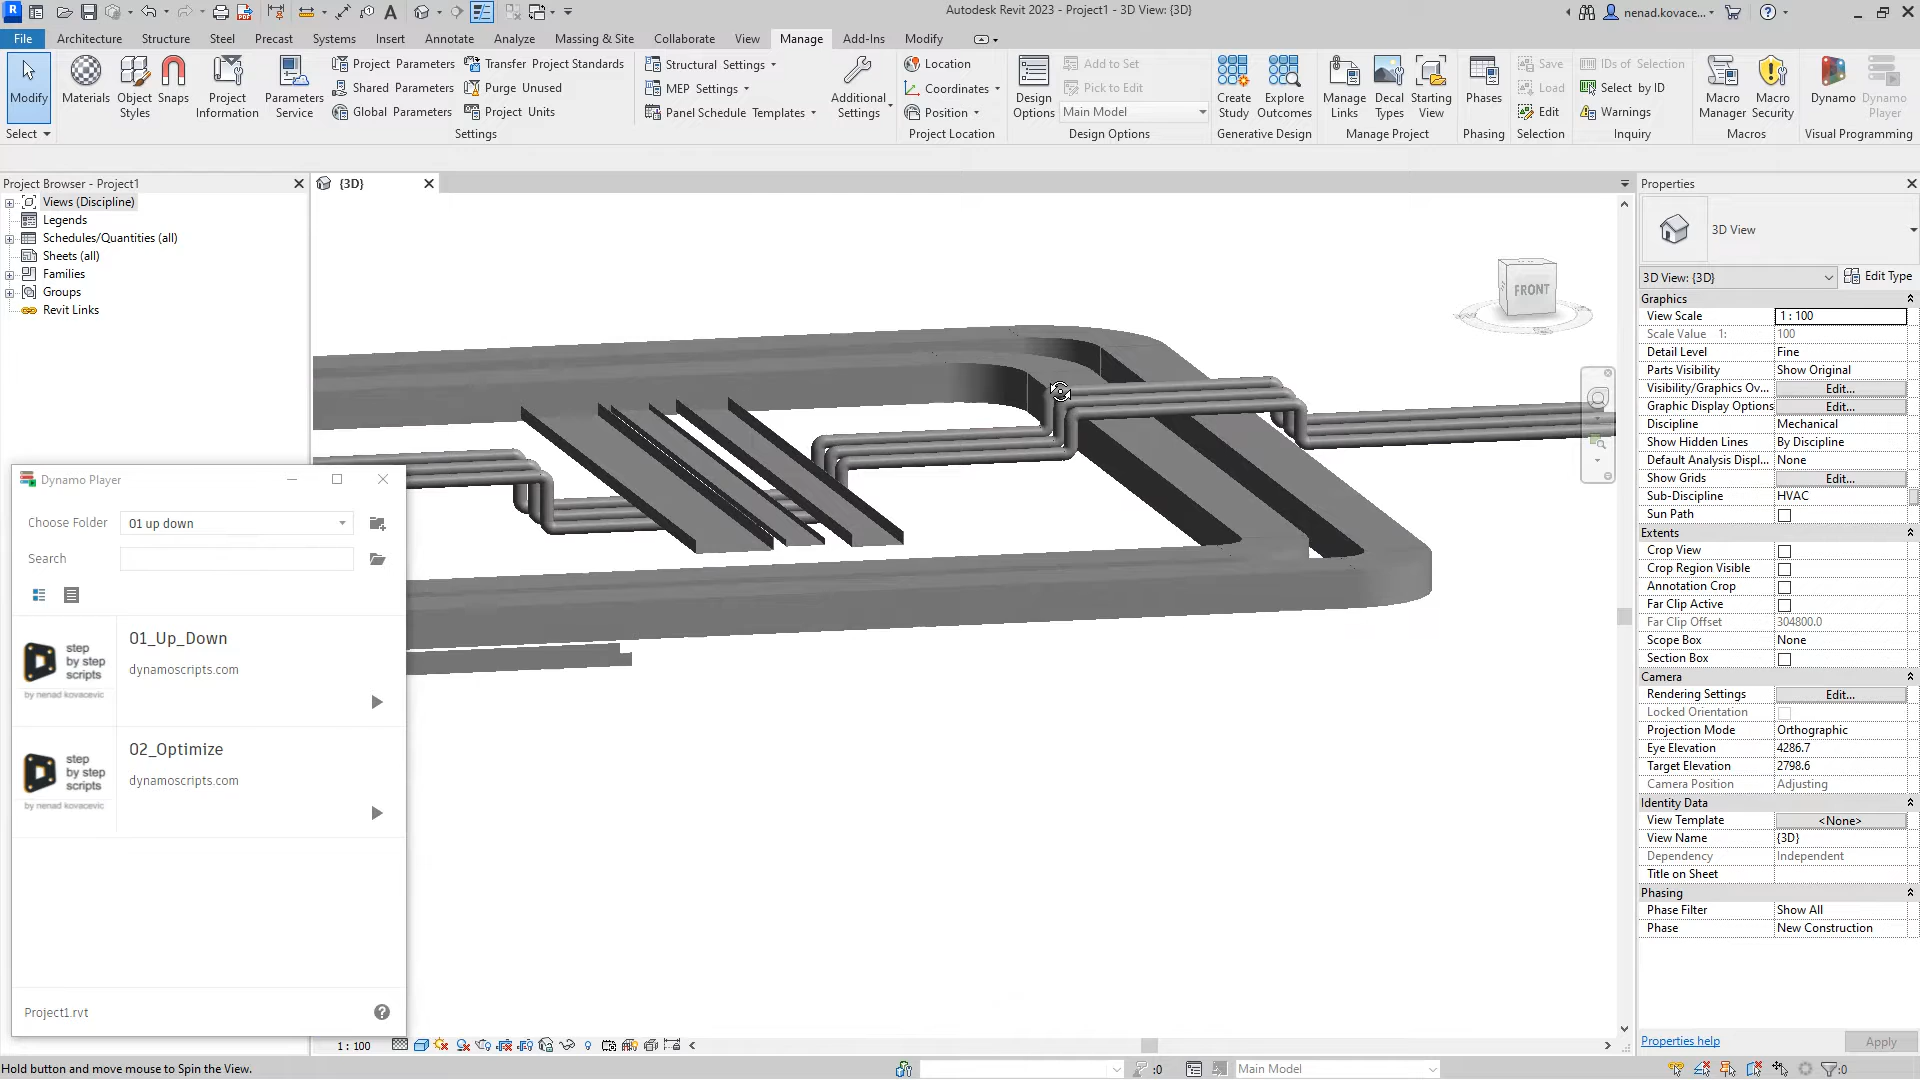 Autodesk Revit 2023 - Project1 - 3D View: {3D}
nenad.kovace...
File
Architecture
Structure
Steel
Precast
Systems
Insert
Annotate
Analyze
Massing & Site
Collaborate
View
Manage
Add-Ins
Modify
Modify
Materials
Object Styles
Snaps
Project Information
Parameters Service
Project Parameters
Shared Parameters
Global Parameters
Transfer Project Standards
Purge Unused
Project Units
Structural Settings
MEP Settings
Panel Schedule Templates
Additional Settings
Location
Coordinates
Position
Design Options
Add to Set
Pick to Edit
Main Model
Create Study
Explore Outcomes
Manage Links
Decal Types
Starting View
Phases
Save
Load
Edit
IDs of Selection
Select by ID
Warnings
Macro Manager
Macro Security
Dynamo
Dynamo Player
Select
Settings
Project Location
Design Options
Generative Design
Manage Project
Phasing
Selection
Inquiry
Macros
Visual Programming
Project Browser - Project1
Views (Discipline)
Legends
Schedules/Quantities (all)
Sheets (all)
Families
Groups
Revit Links
{3D}
FRONT
Dynamo Player
Choose Folder
01 up down
Search
step by step scripts
by nenad kovacevic
01_Up_Down
dynamoscripts.com
step by step scripts
by nenad kovacevic
02_Optimize
dynamoscripts.com
Project1.rvt
Properties
3D View
3D View: {3D}
Edit Type
Graphics
View Scale 1 : 100
Scale Value 1: 100
Detail Level Fine
Parts Visibility Show Original
Visibility/Graphics Ov... Edit...
Graphic Display Options Edit...
Discipline Mechanical
Show Hidden Lines By Discipline
Default Analysis Displ... None
Show Grids Edit...
Sub-Discipline HVAC
Sun Path
Extents
Crop View
Crop Region Visible
Annotation Crop
Far Clip Active
Far Clip Offset 304800.0
Scope Box None
Section Box
Camera
Rendering Settings Edit...
Locked Orientation
Projection Mode Orthographic
Eye Elevation 4286.7
Target Elevation 2798.6
Camera Position Adjusting
Identity Data
View Template <None>
View Name {3D}
Dependency Independent
Title on Sheet
Phasing
Phase Filter Show All
Phase New Construction
Properties help
Apply
1 : 100
Hold button and move mouse to Spin the View.
:0
Main Model
:0